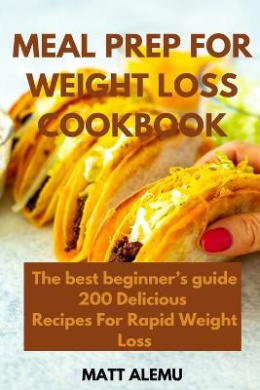 MEAL PREP FOR
WEIGHT LOSS
COOKBOOK
The best beginner's guide
200 Delicious
Recipes For Rapid Weight
Loss
MATT ALEMU